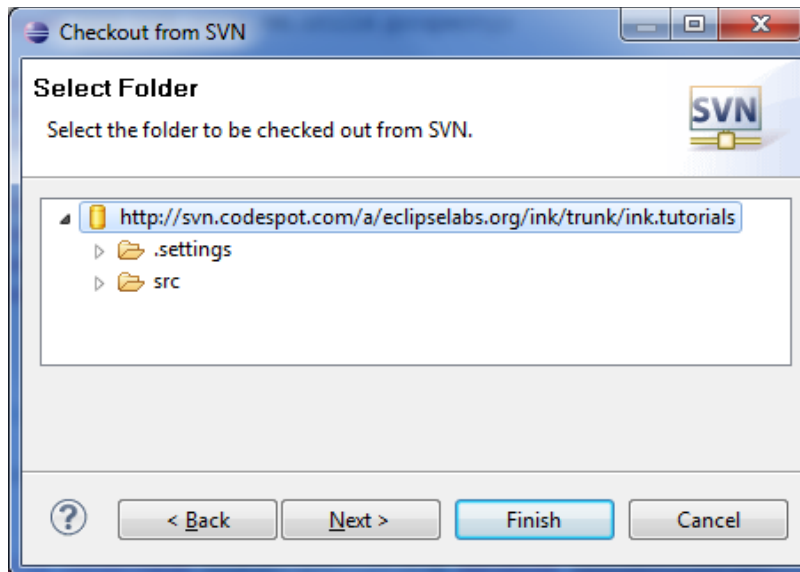 Checkout from SVN
Select Folder
Select the folder to be checked out from SVN.
SVN
http://svn.codespot.com/a/eclipselabs.org/ink/trunk/ink.tutorials
.settings
src
? < Back Next > Finish Cancel